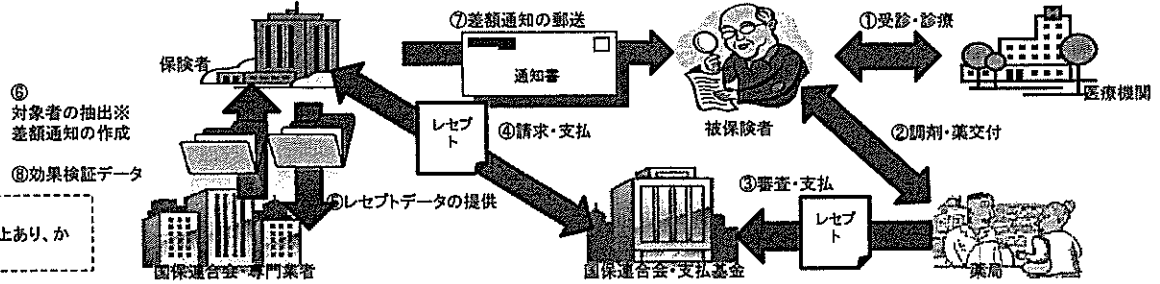 ⑦差額通知の郵送
①受診・診療
保険者
通知書
⑥
対象者の抽出※
差額通知の作成
レセプ
ト
④請求・支払
被保険者
医療機関
②調剤・薬交付
⑧効果検証データ
③審査・支払
⑤レセプトデータの提供
レセプ
ト
上あり、か
国保連合会・専門業者
国保連合会・支払基金
薬局